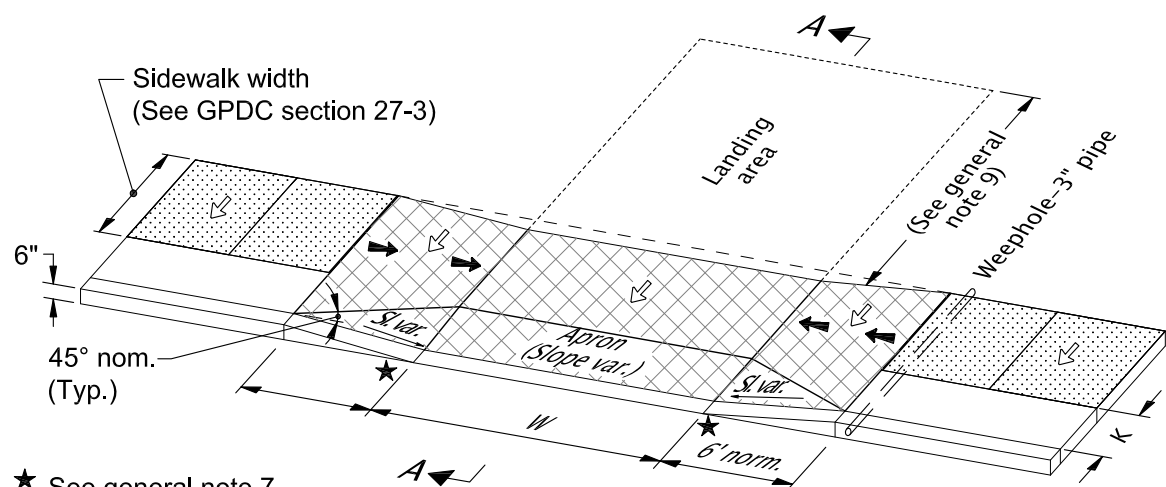 A
Sidewalk width
(See GPDC section 27-3)
Landing
area
(See general
note 9)
Weephole-3" pipe
6"
Sl. var.
Apron
(Slope var.)
Sl. var.
45° nom.
(Typ.)
W
6' norm.
K
A
★ See general note 7